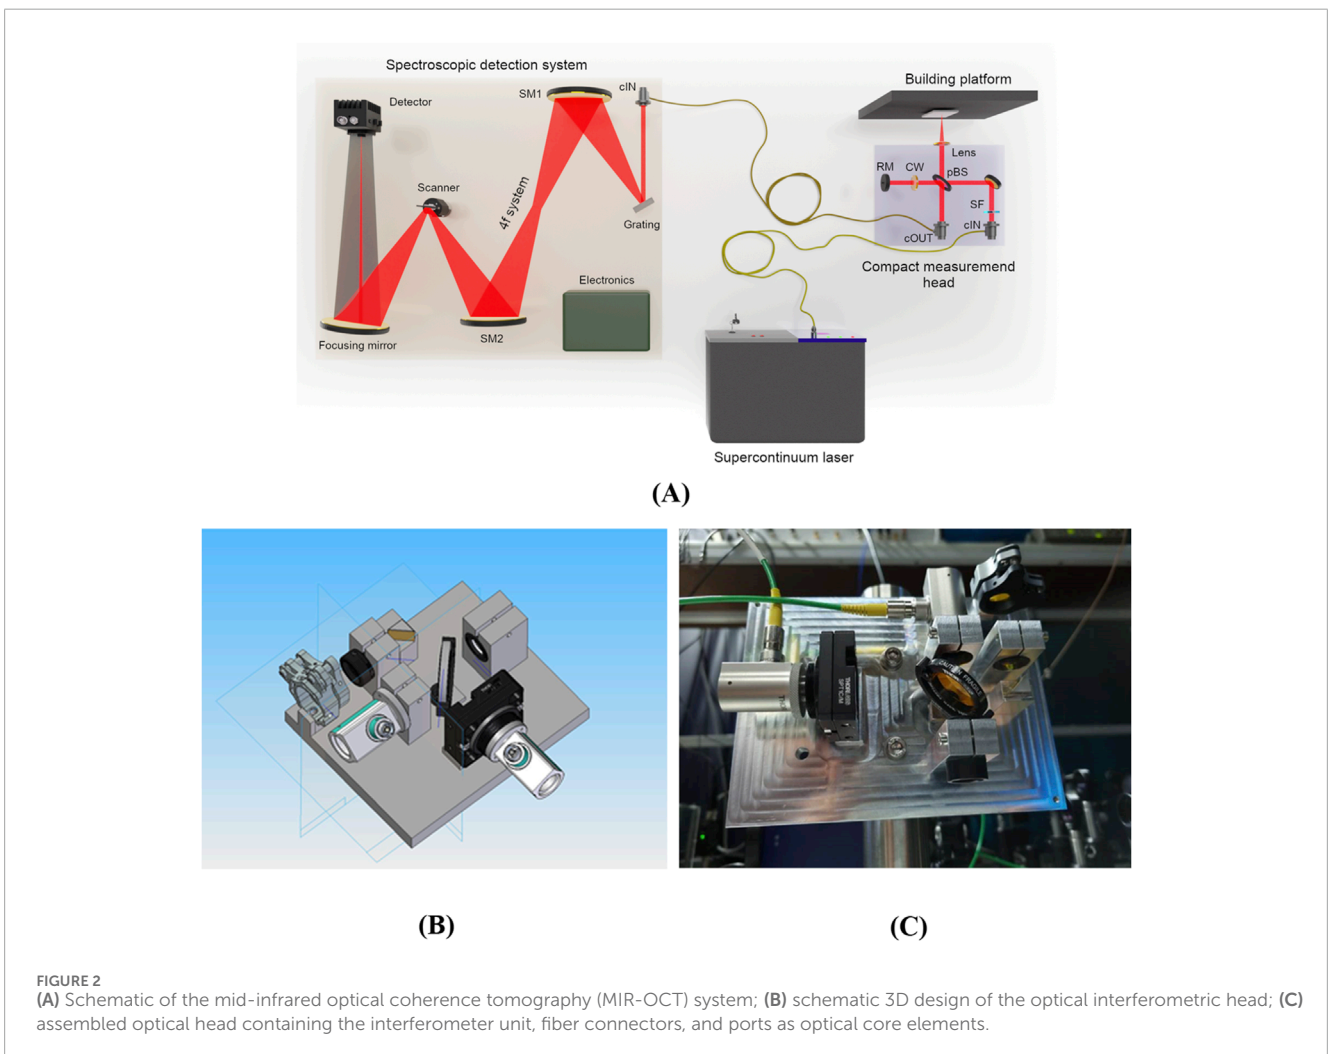 Spectroscopic detection system
Detector
SM1
cIN
Scanner
4f system
Grating
Electronics
Focusing mirror
SM2
Building platform
Lens
RM
CW
pBS
SF
cOUT
cIN
Compact measuremend
head
Supercontinuum laser
(A)
THORLABS
CAUTION FRAGILE
(B)
(C)
FIGURE 2
(A) Schematic of the mid-infrared optical coherence tomography (MIR-OCT) system; (B) schematic 3D design of the optical interferometric head; (C)
assembled optical head containing the interferometer unit, fiber connectors, and ports as optical core elements.